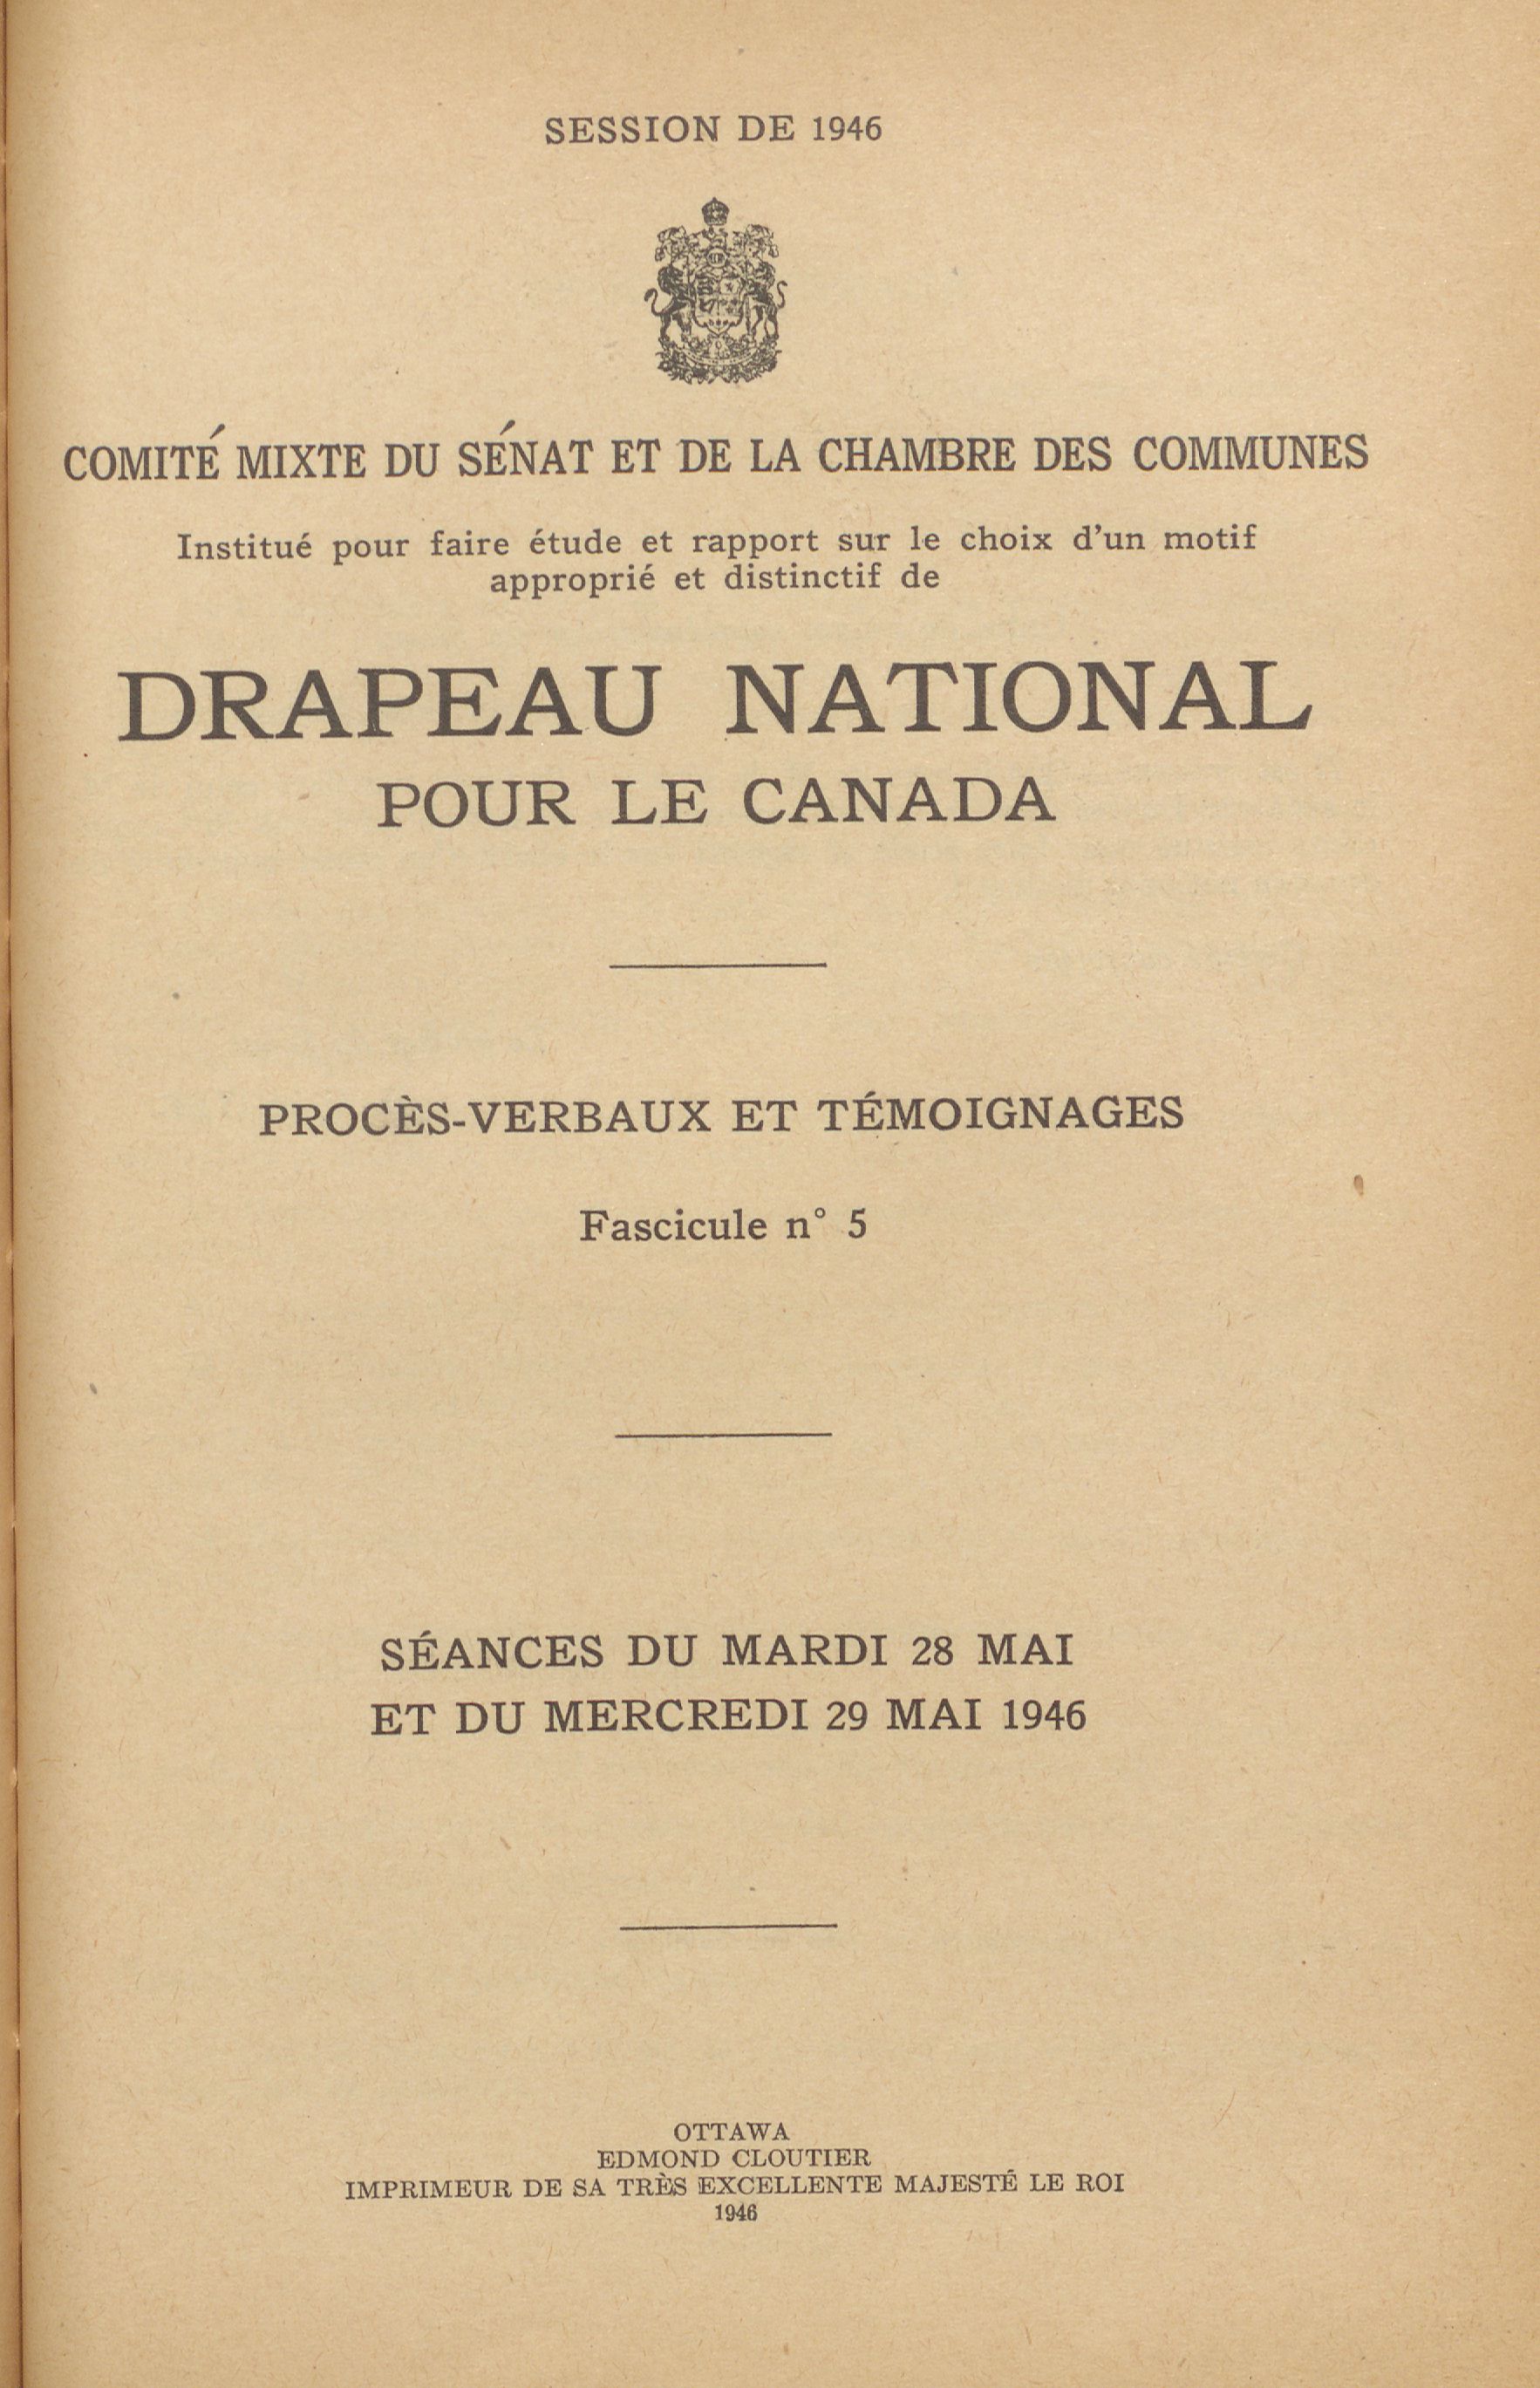 SESSION DE 1946
COMITÉ MIXTE DU SÉNAT ET DE LA CHAMBRE DES COMMUNES
Institué pour faire étude et rapport sur le choix d'un motif
approprié et distinctif de
DRAPEAU NATIONAL
POUR LE CANADA
PROCÈS-VERBAUX ET TÉMOIGNAGES
Fascicule n° 5
SÉANCES DU MARDI 28 MAI
ET DU MERCREDI 29 MAI 1946
OTTAWA
EDMOND CLOUTIER
IMPRIMEUR DE SA TRÈS EXCELLENTE MAJESTÉ LE ROI
1946